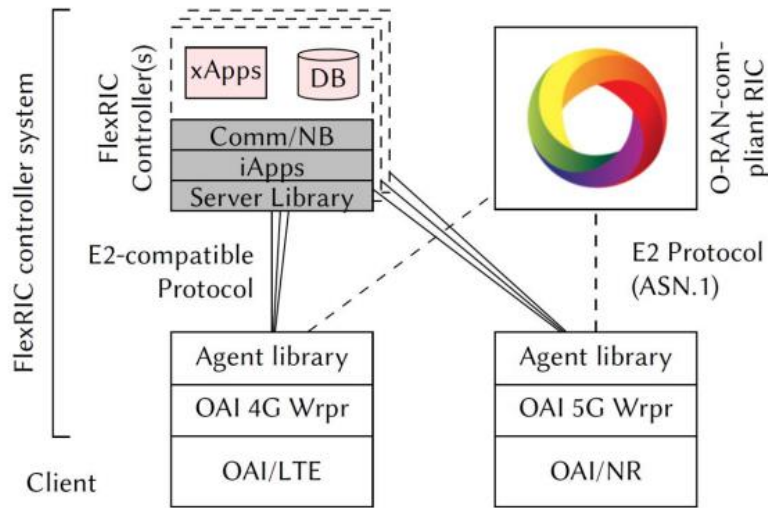 FlexRIC controller system
FlexRIC
Controller(s)
xApps
DB
Comm/NB
iApps
Server Library
O-RAN-com-
pliant RIC
E2-compatible
Protocol
E2 Protocol
(ASN.1)
Agent library
OAI 4G Wrpr
OAI/LTE
Agent library
OAI 5G Wrpr
OAI/NR
Client